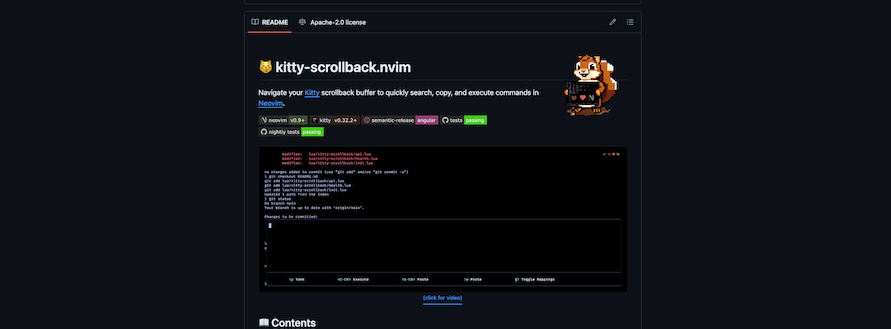 README
Apache-2.0 license
kitty-scrollback.nvim
Navigate your Kitty scrollback buffer to quickly search, copy, and execute commands in
Neovim.
neovim v0.9+ kitty v0.32.2+ semantic-release angular tests passing
nightly tests passing
modified: lua/kitty-scrollback/api.lua
modified: lua/kitty-scrollback/health.lua
modified: lua/kitty-scrollback/init.lua
no changes added to commit (use "git add" and/or "git commit -a")
git checkout README.md
git add lua/kitty-scrollback/api.lua
git add lua/kitty-scrollback/health.lua
git add lua/kitty-scrollback/init.lua
Updated 1 path from the index
git status
On branch main
Your branch is up to date with 'origin/main'.
Changes to be committed:
Yank <C-CR> Execute <S-CR> Paste :w Paste g? Toggle Mappings
(click for video)
Contents